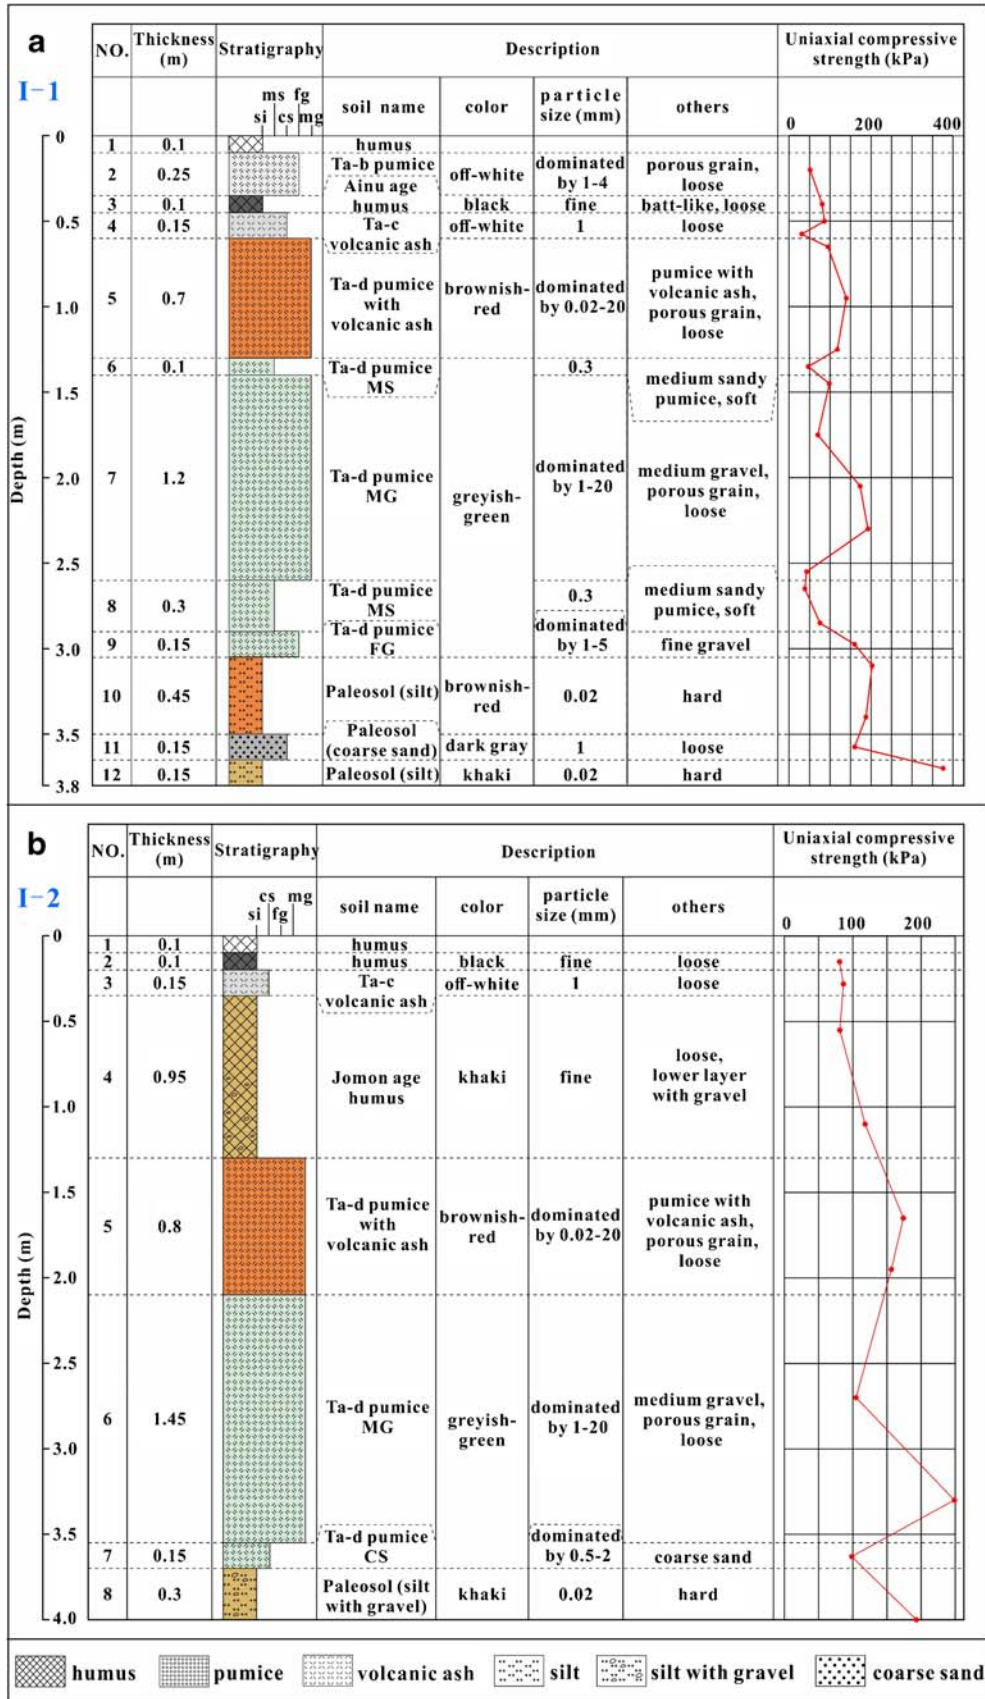 a
I-1
NO.
Thickness
(m)
Stratigraphy
Description
Uniaxial compressive
strength (kPa)
ms fg
si cs mg
soil name
color
particle
size (mm)
others
0 200 400
Depth (m)
0
0.5
1.0
1.5
2.0
2.5
3.0
3.5
3.8
1 0.1 humus
2 0.25 Ta-b pumice off-white dominated
by 1-4 porous grain,
loose
3 0.1 Ainu age
humus black fine batt-like, loose
4 0.15 Ta-c
volcanic ash off-white 1 loose
5 0.7 Ta-d pumice
with
volcanic ash brownish-
red dominated
by 0.02-20 pumice with
volcanic ash,
porous grain,
loose
6 0.1 Ta-d pumice
MS 0.3 medium sandy
pumice, soft
7 1.2 Ta-d pumice
MG greyish-
green dominated
by 1-20 medium gravel,
porous grain,
loose
8 0.3 Ta-d pumice
MS 0.3 medium sandy
pumice, soft
9 0.15 Ta-d pumice
FG dominated
by 1-5 fine gravel
10 0.45 Paleosol (silt) brownish-
red 0.02 hard
11 0.15 Paleosol
(coarse sand) dark gray 1 loose
12 0.15 Paleosol (silt) khaki 0.02 hard
b
I-2
NO.
Thickness
(m)
Stratigraphy
Description
Uniaxial compressive
strength (kPa)
cs mg
si fg
soil name
color
particle
size (mm)
others
0 100 200
Depth (m)
0
0.5
1.0
1.5
2.0
2.5
3.0
3.5
4.0
1 0.1 humus
2 0.1 humus black fine loose
3 0.15 Ta-c
volcanic ash off-white 1 loose
4 0.95 Jomon age
humus khaki fine loose,
lower layer
with gravel
5 0.8 Ta-d pumice
with
volcanic ash brownish-
red dominated
by 0.02-20 pumice with
volcanic ash,
porous grain,
loose
6 1.45 Ta-d pumice
MG greyish-
green dominated
by 1-20 medium gravel,
porous grain,
loose
7 0.15 Ta-d pumice
CS dominated
by 0.5-2 coarse sand
8 0.3 Paleosol (silt
with gravel) khaki 0.02 hard
humus pumice volcanic ash silt silt with gravel coarse sand